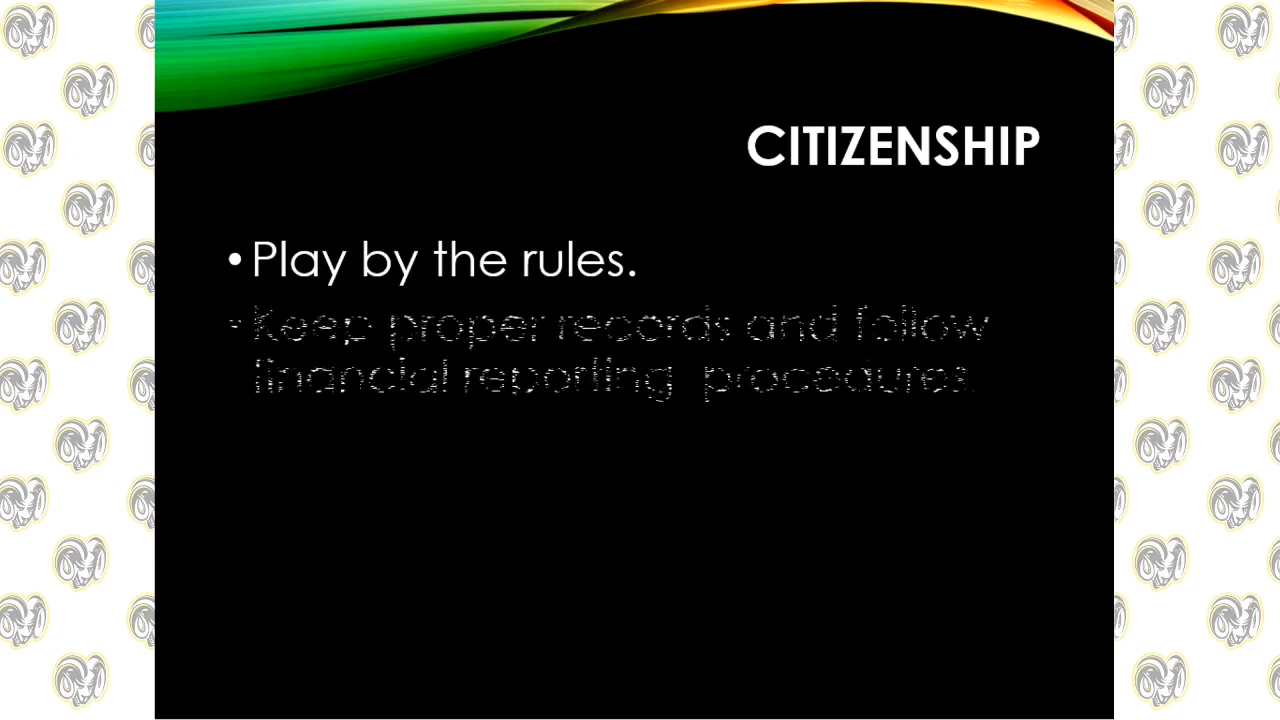 CITIZENSHIP
• Play by the rules.
• Keep proper records and follow
financial reporting  procedures.